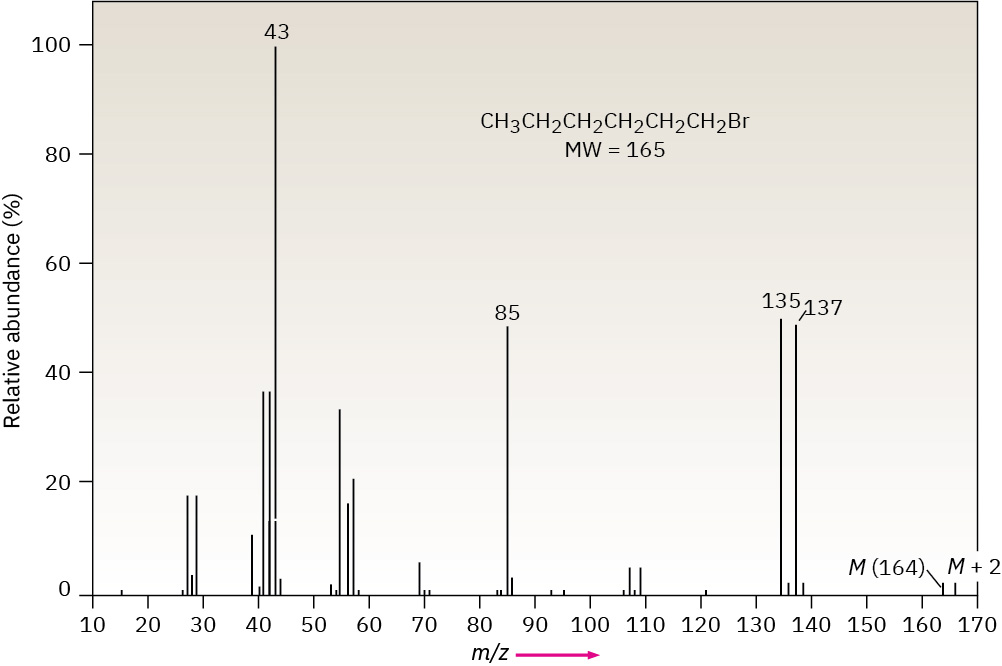 43
100
CH3CH2CH2CH2CH2CH2Br
MW = 165
80
60
135
137
85
40
20
M (164)
M + 2
0
10 20 30 40 50 60 70 80 90 100 110 120 130 140 150 160 170
m/z
Relative abundance (%)